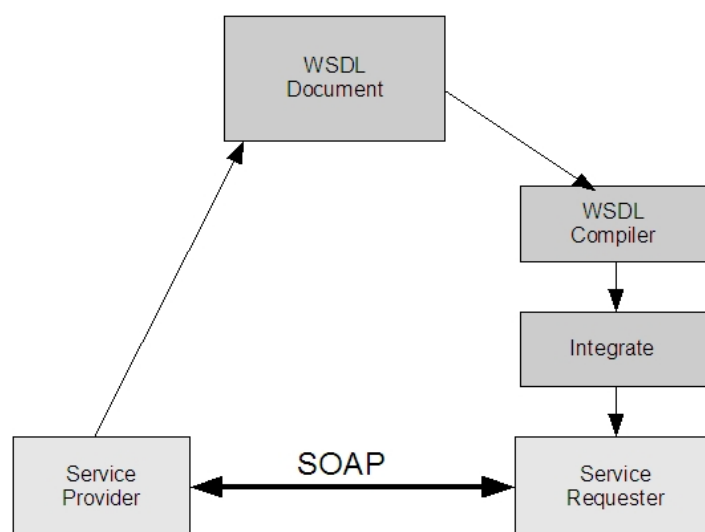 WSDL
Document
WSDL
Compiler
Integrate
SOAP
Service
Provider
Service
Requester